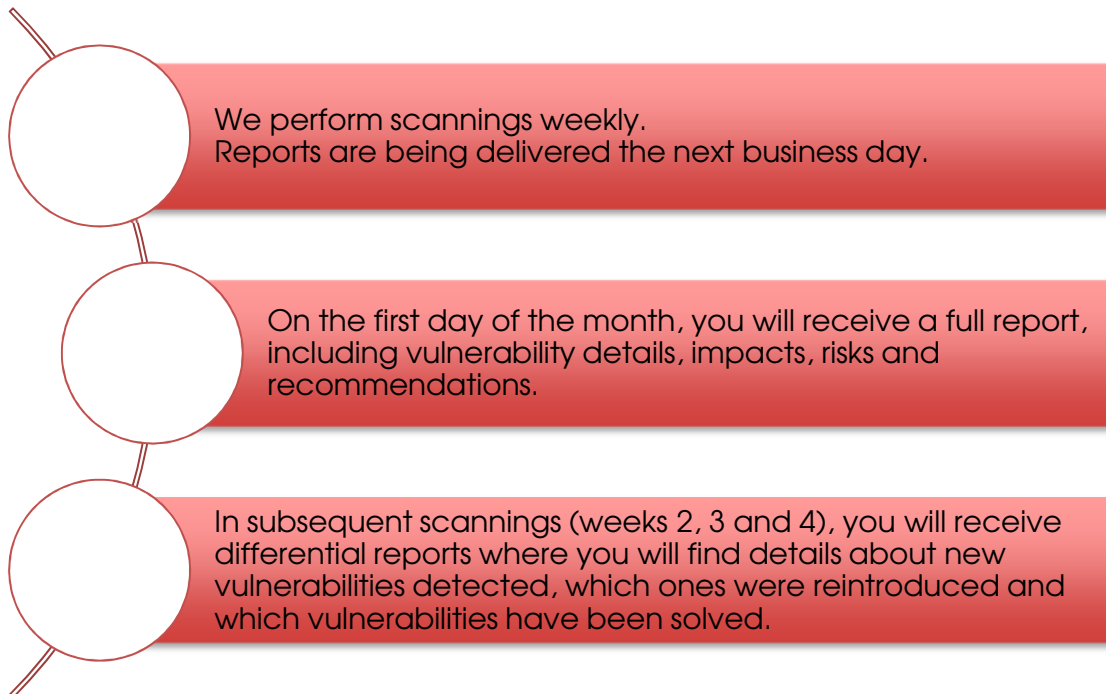 We perform scannings weekly.
Reports are being delivered the next business day.
On the first day of the month, you will receive a full report,
including vulnerability details, impacts, risks and
recommendations.
In subsequent scannings (weeks 2, 3 and 4), you will receive
differential reports where you will find details about new
vulnerabilities detected, which ones were reintroduced and
which vulnerabilities have been solved.